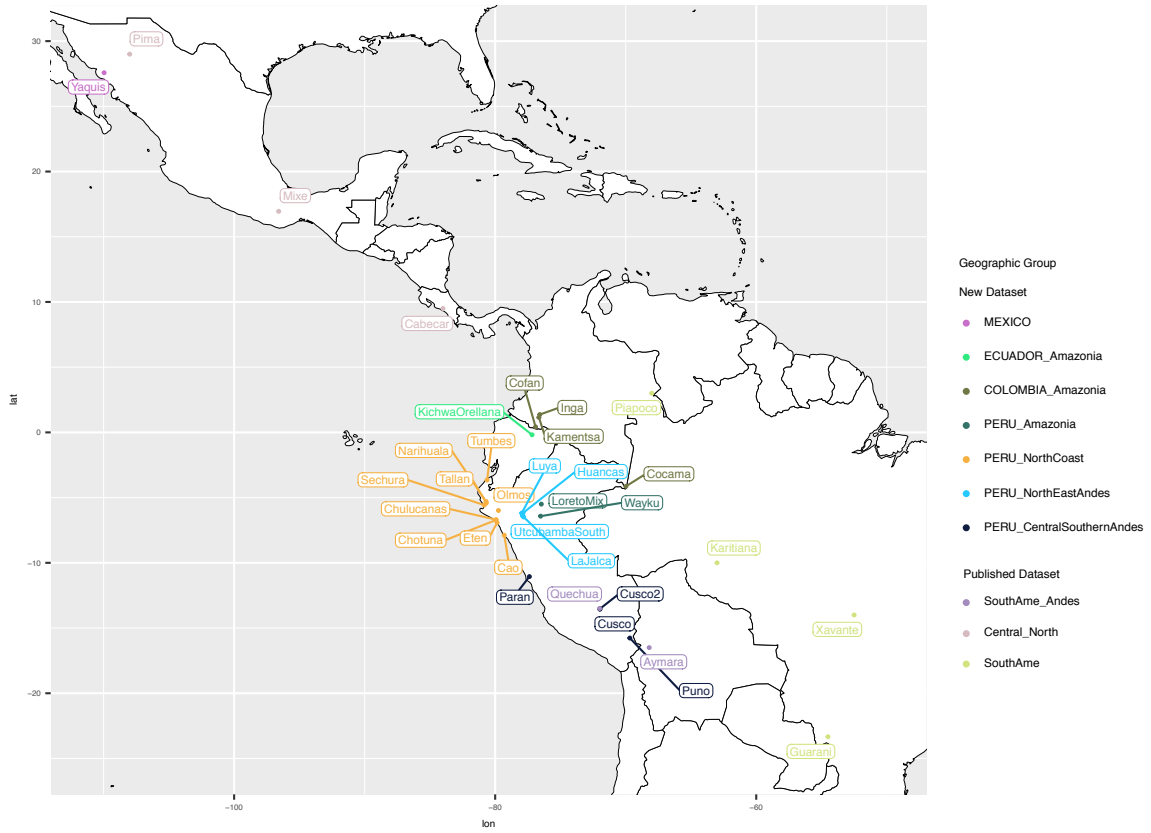 Pima
30
Yaquis
20
Mixe
10
Cabecar
Cofan
Inga
Piapoco
KichwaOrellana
lat
0
Kamentsa
Tumbes
Narihuala
Luya
Huancas
Cocama
Sechura
Tallan
Olmos
LoretoMix
Wayku
Chulucanas
UtcubambaSouth
Chotuna
Eten
Karitiana
LaJalca
−10
Cao
Paran
Quechua
Cusco2
Cusco
Xavante
Aymara
Puno
−20
Guarani
−100
−80
−60
lon
Geographic Group
New Dataset
MEXICO
ECUADOR_Amazonia
COLOMBIA_Amazonia
PERU_Amazonia
PERU_NorthCoast
PERU_NorthEastAndes
PERU_CentralSouthernAndes
Published Dataset
SouthAme_Andes
Central_North
SouthAme